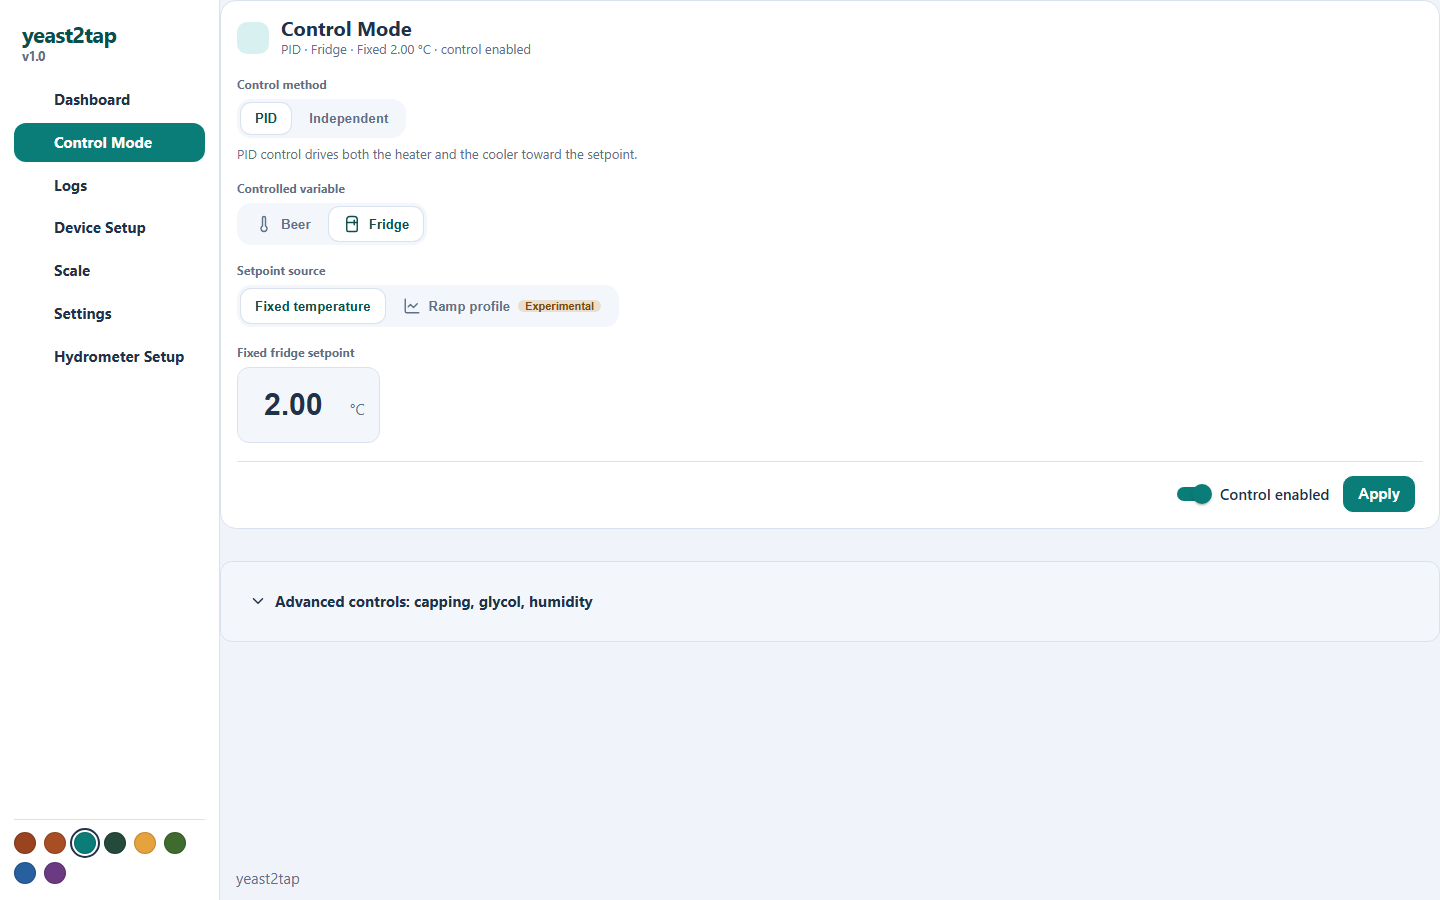 yeast2tap
v1.0
Dashboard
Control Mode
Logs
Device Setup
Scale
Settings
Hydrometer Setup
Control Mode
PID · Fridge · Fixed 2.00 °C · control enabled
Control method
PID Independent
PID control drives both the heater and the cooler toward the setpoint.
Controlled variable
Beer Fridge
Setpoint source
Fixed temperature Ramp profile Experimental
Fixed fridge setpoint
2.00 °C
Control enabled Apply
Advanced controls: capping, glycol, humidity
yeast2tap